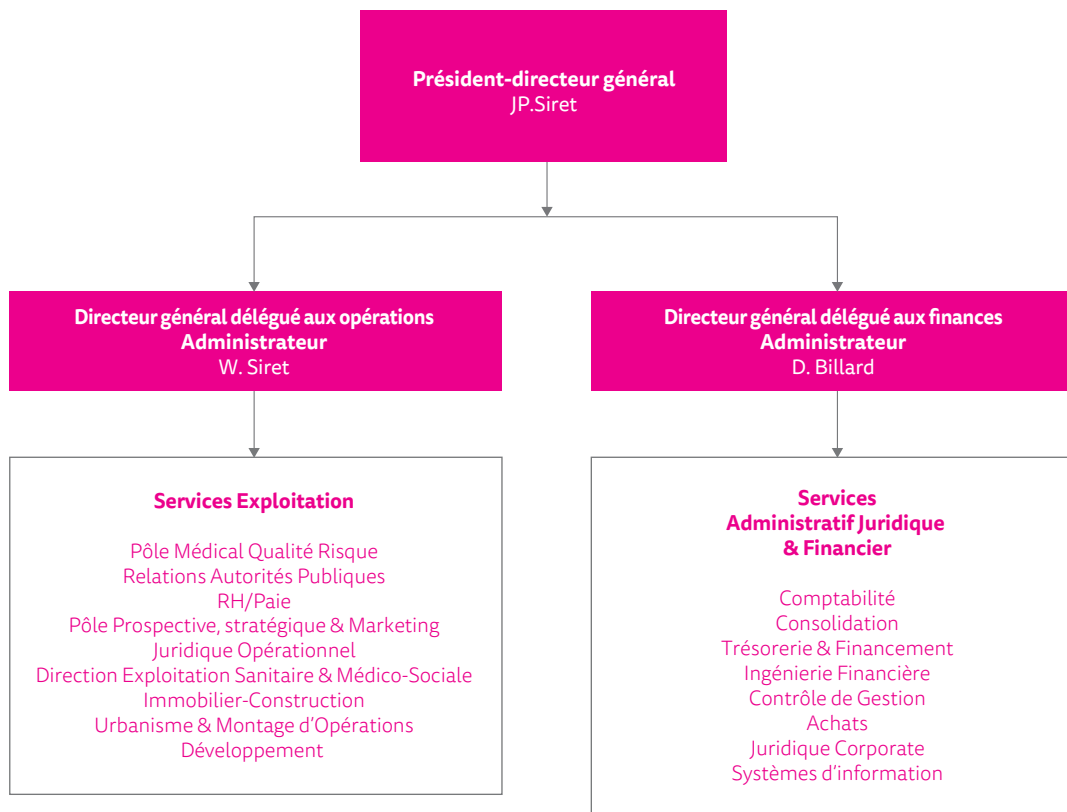 Président-directeur général
JP.Siret
Directeur général délégué aux opérations
Administrateur
W. Siret
Directeur général délégué aux finances
Administrateur
D. Billard
Services Exploitation
Pôle Médical Qualité Risque
Relations Autorités Publiques
RH/Paie
Pôle Prospective, stratégique & Marketing
Juridique Opérationnel
Direction Exploitation Sanitaire & Médico-Sociale
Immobilier-Construction
Urbanisme & Montage d’Opérations
Développement
Services
Administratif Juridique
& Financier
Comptabilité
Consolidation
Trésorerie & Financement
Ingénierie Financière
Contrôle de Gestion
Achats
Juridique Corporate
Systèmes d’information